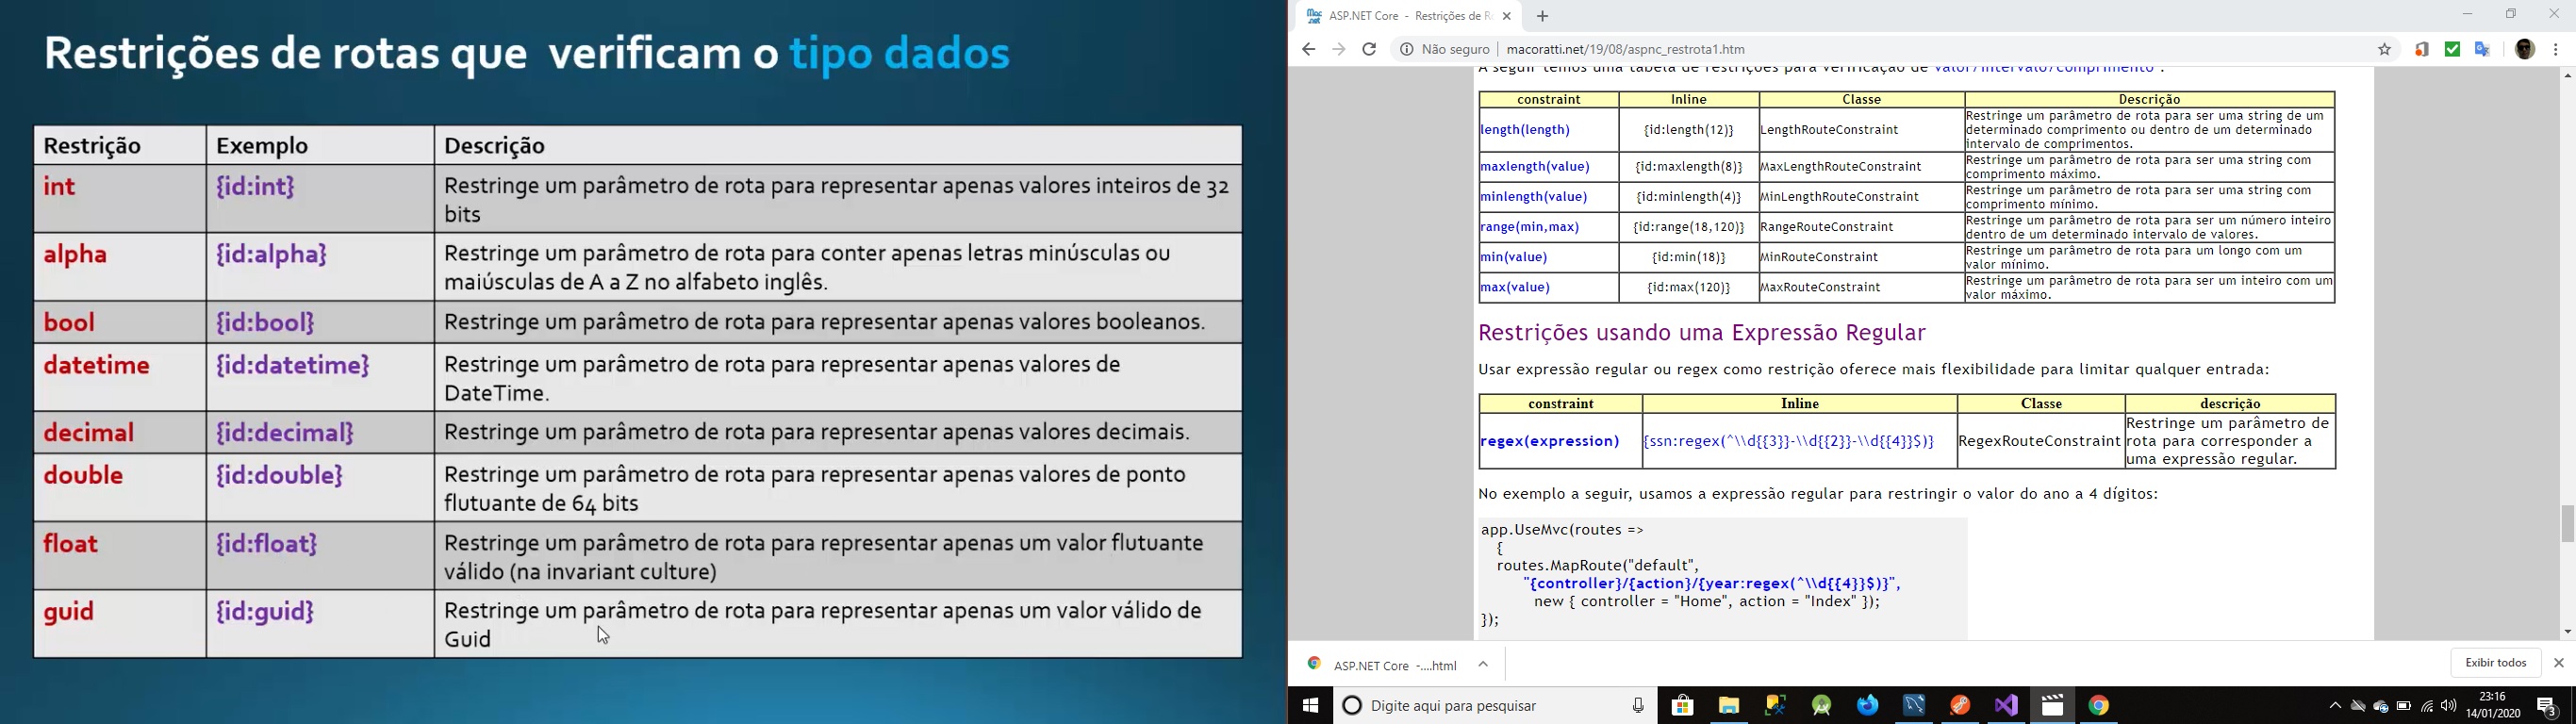 Restrições de rotas que verificam o tipo dados
Restrição Exemplo Descrição
int {id:int} Restringe um parâmetro de rota para representar apenas valores inteiros de 32
bits
alpha {id:alpha} Restringe um parâmetro de rota para conter apenas letras minúsculas ou
maiúsculas de A a Z no alfabeto inglês.
bool {id:bool} Restringe um parâmetro de rota para representar apenas valores booleanos.
datetime {id:datetime} Restringe um parâmetro de rota para representar apenas valores de
DateTime.
decimal {id:decimal} Restringe um parâmetro de rota para representar apenas valores decimais.
double {id:double} Restringe um parâmetro de rota para representar apenas valores de ponto
flutuante de 64 bits
float {id:float} Restringe um parâmetro de rota para representar apenas um valor flutuante
válido (na invariant culture)
guid {id:guid} Restringe um parâmetro de rota para representar apenas um valor válido de
Guid
ASP.NET Core - Restrições de R
Não seguro macoratti.net/19/08/aspnc_restrota1.htm
A seguir temos uma tabela de restrições para verificação de valor/intervalo/comprimento :
constraint Inline Classe Descrição
length(length) {id:length(12)} LengthRouteConstraint Restringe um parâmetro de rota para ser uma string de um
determinado comprimento ou dentro de um determinado
intervalo de comprimentos.
maxlength(value) {id:maxlength(8)} MaxLengthRouteConstraint Restringe um parâmetro de rota para ser uma string com
comprimento máximo.
minlength(value) {id:minlength(4)} MinLengthRouteConstraint Restringe um parâmetro de rota para ser uma string com
comprimento mínimo.
range(min,max) {id:range(18,120)} RangeRouteConstraint Restringe um parâmetro de rota para ser um número inteiro
dentro de um determinado intervalo de valores.
min(value) {id:min(18)} MinRouteConstraint Restringe um parâmetro de rota para um longo com um
valor mínimo.
max(value) {id:max(120)} MaxRouteConstraint Restringe um parâmetro de rota para ser um inteiro com um
valor máximo.
Restrições usando uma Expressão Regular
Usar expressão regular ou regex como restrição oferece mais flexibilidade para limitar qualquer entrada:
constraint Inline Classe descrição
regex(expression) {ssn:regex(^\\d{{3}}-\\d{{2}}-\\d{{4}}$)} RegexRouteConstraint Restringe um parâmetro de
rota para corresponder a
uma expressão regular.
No exemplo a seguir, usamos a expressão regular para restringir o valor do ano a 4 dígitos:
app.UseMvc(routes =>
{
routes.MapRoute("default",
"{controller}/{action}/{year:regex(^\\d{{4}}$)}",
new { controller = "Home", action = "Index" });
});
ASP.NET Core -....html
Exibir todos
Digite aqui para pesquisar
23:16
14/01/2020
3